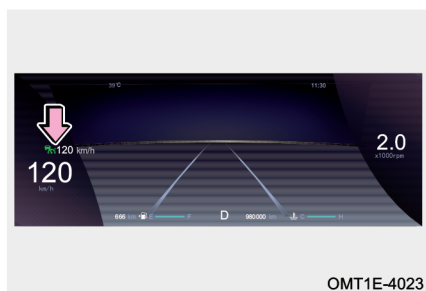 39℃ 11:30
120 km/h
2.0
x1000rpm
120
km/h
666 km E F D 980000 km C H
OMT1E-4023